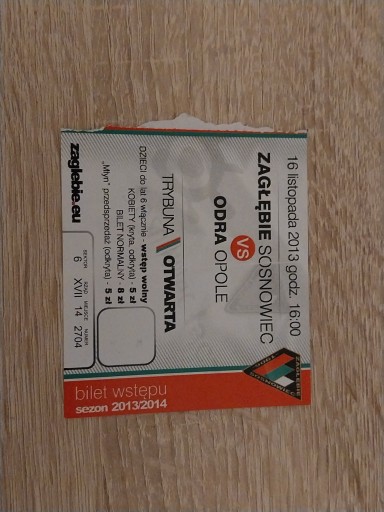 16 listopada 2013 godz. 16:00
ZAGŁĘBIE SOSNOWIEC
VS
ODRA OPOLE
TRYBUNA OTWARTA
DZIECI do lat 6 włącznie - wstęp wolny
KOBIETY (kryta, odkryta) - 5 zł
BILET NORMALNY - 8 zł
„Młyn” przedsprzedaż (odkryta) - 5 zł
zaglebie.eu
SEKTOR RZĄD MIEJSCE NUMER
6 XVII 14 2704
ZAGŁĘBIE
SOSNOWIEC
bilet wstępu
sezon 2013/2014